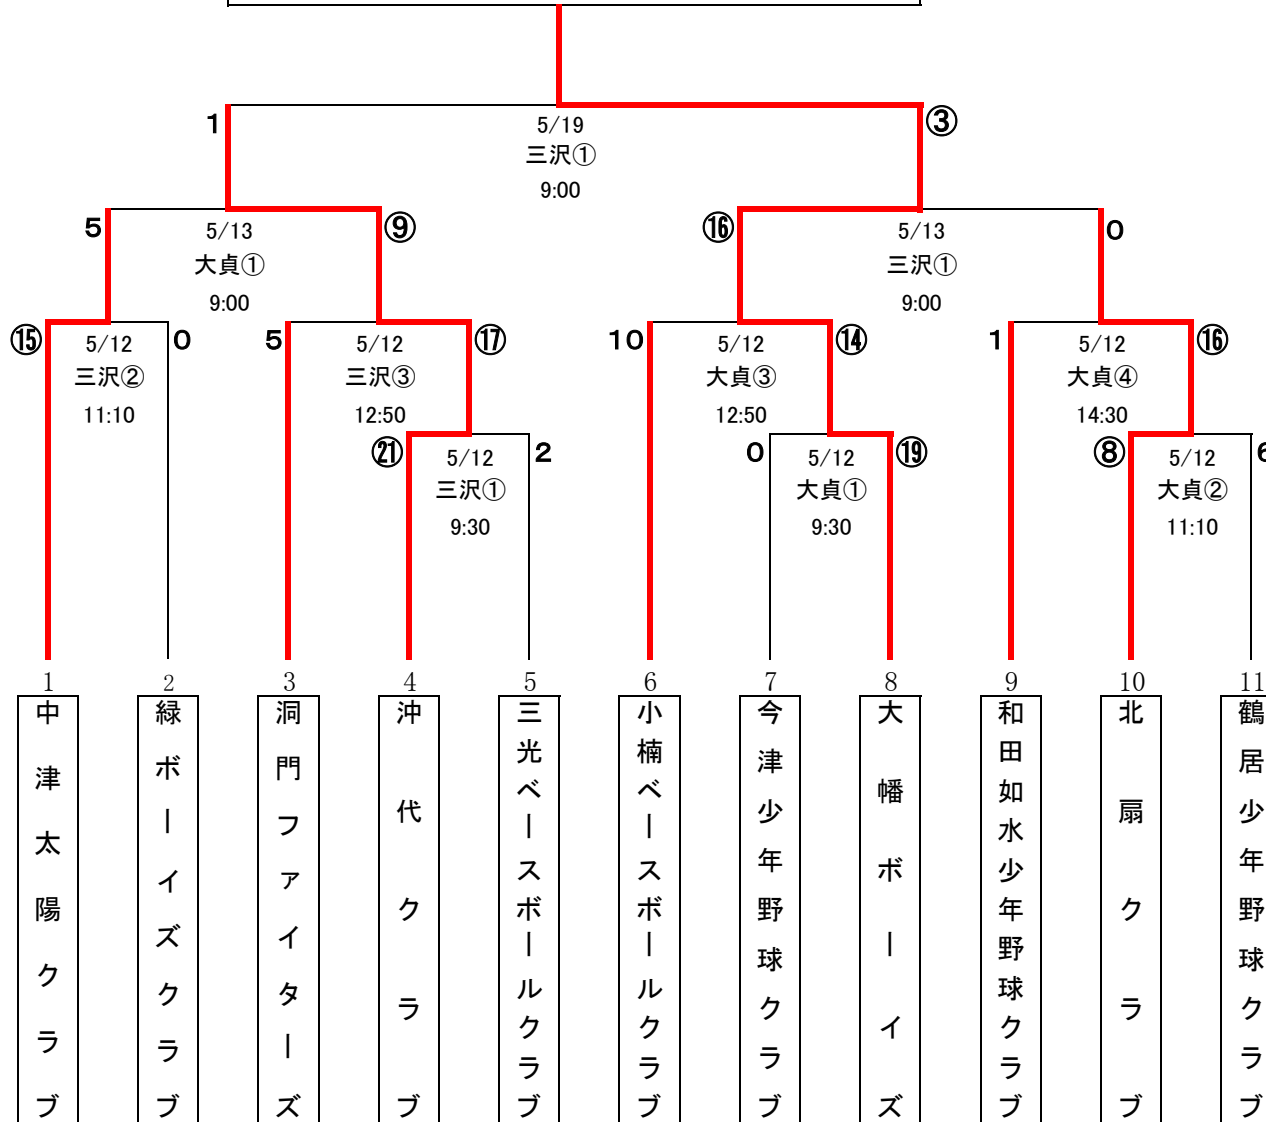 1
5/19
③
三沢①
9:00
5
5/13
⑨
⑯
5/13
0
大貞①
三沢①
9:00
9:00
⑮
5/12
0
5
5/12
⑰
10
5/12
⑭
1
5/12
⑯
三沢②
三沢③
大貞③
大貞④
11:10
12:50
12:50
14:30
㉑
5/12
2
0
5/12
⑲
⑧
5/12
6
三沢①
大貞①
大貞②
9:30
9:30
11:10
1
2
3
4
5
6
7
8
9
10
11
中津太陽クラブ
緑ボーイズクラブ
洞門ファイターズ
沖代クラブ
三光ベースボールクラブ
小楠ベースボールクラブ
今津少年野球クラブ
大幡ボーイズ
和田如水少年野球クラブ
北扇クラブ
鶴居少年野球クラブ